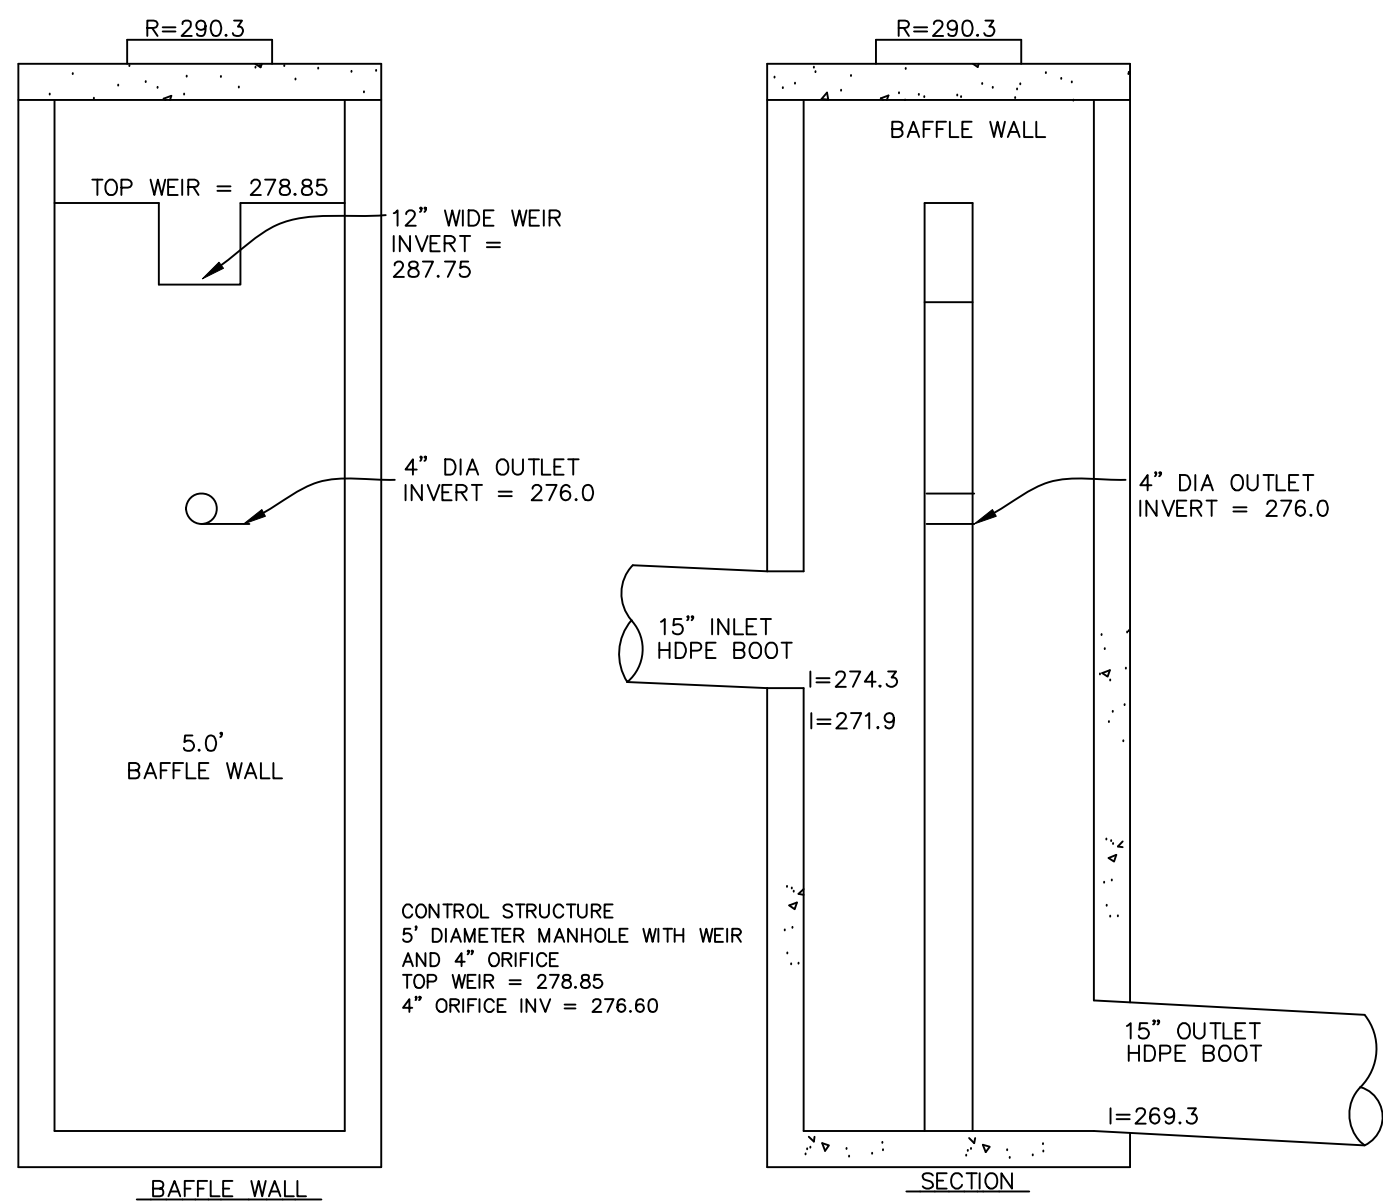 R=290.3
TOP WEIR = 278.85
12" WIDE WEIR
INVERT =
287.75
4" DIA OUTLET
INVERT = 276.0
5.0'
BAFFLE WALL
CONTROL STRUCTURE
5' DIAMETER MANHOLE WITH WEIR
AND 4" ORIFICE
TOP WEIR = 278.85
4" ORIFICE INV = 276.60
BAFFLE WALL
R=290.3
BAFFLE WALL
4" DIA OUTLET
INVERT = 276.0
15" INLET
HDPE BOOT
I=274.3
I=271.9
15" OUTLET
HDPE BOOT
I=269.3
SECTION